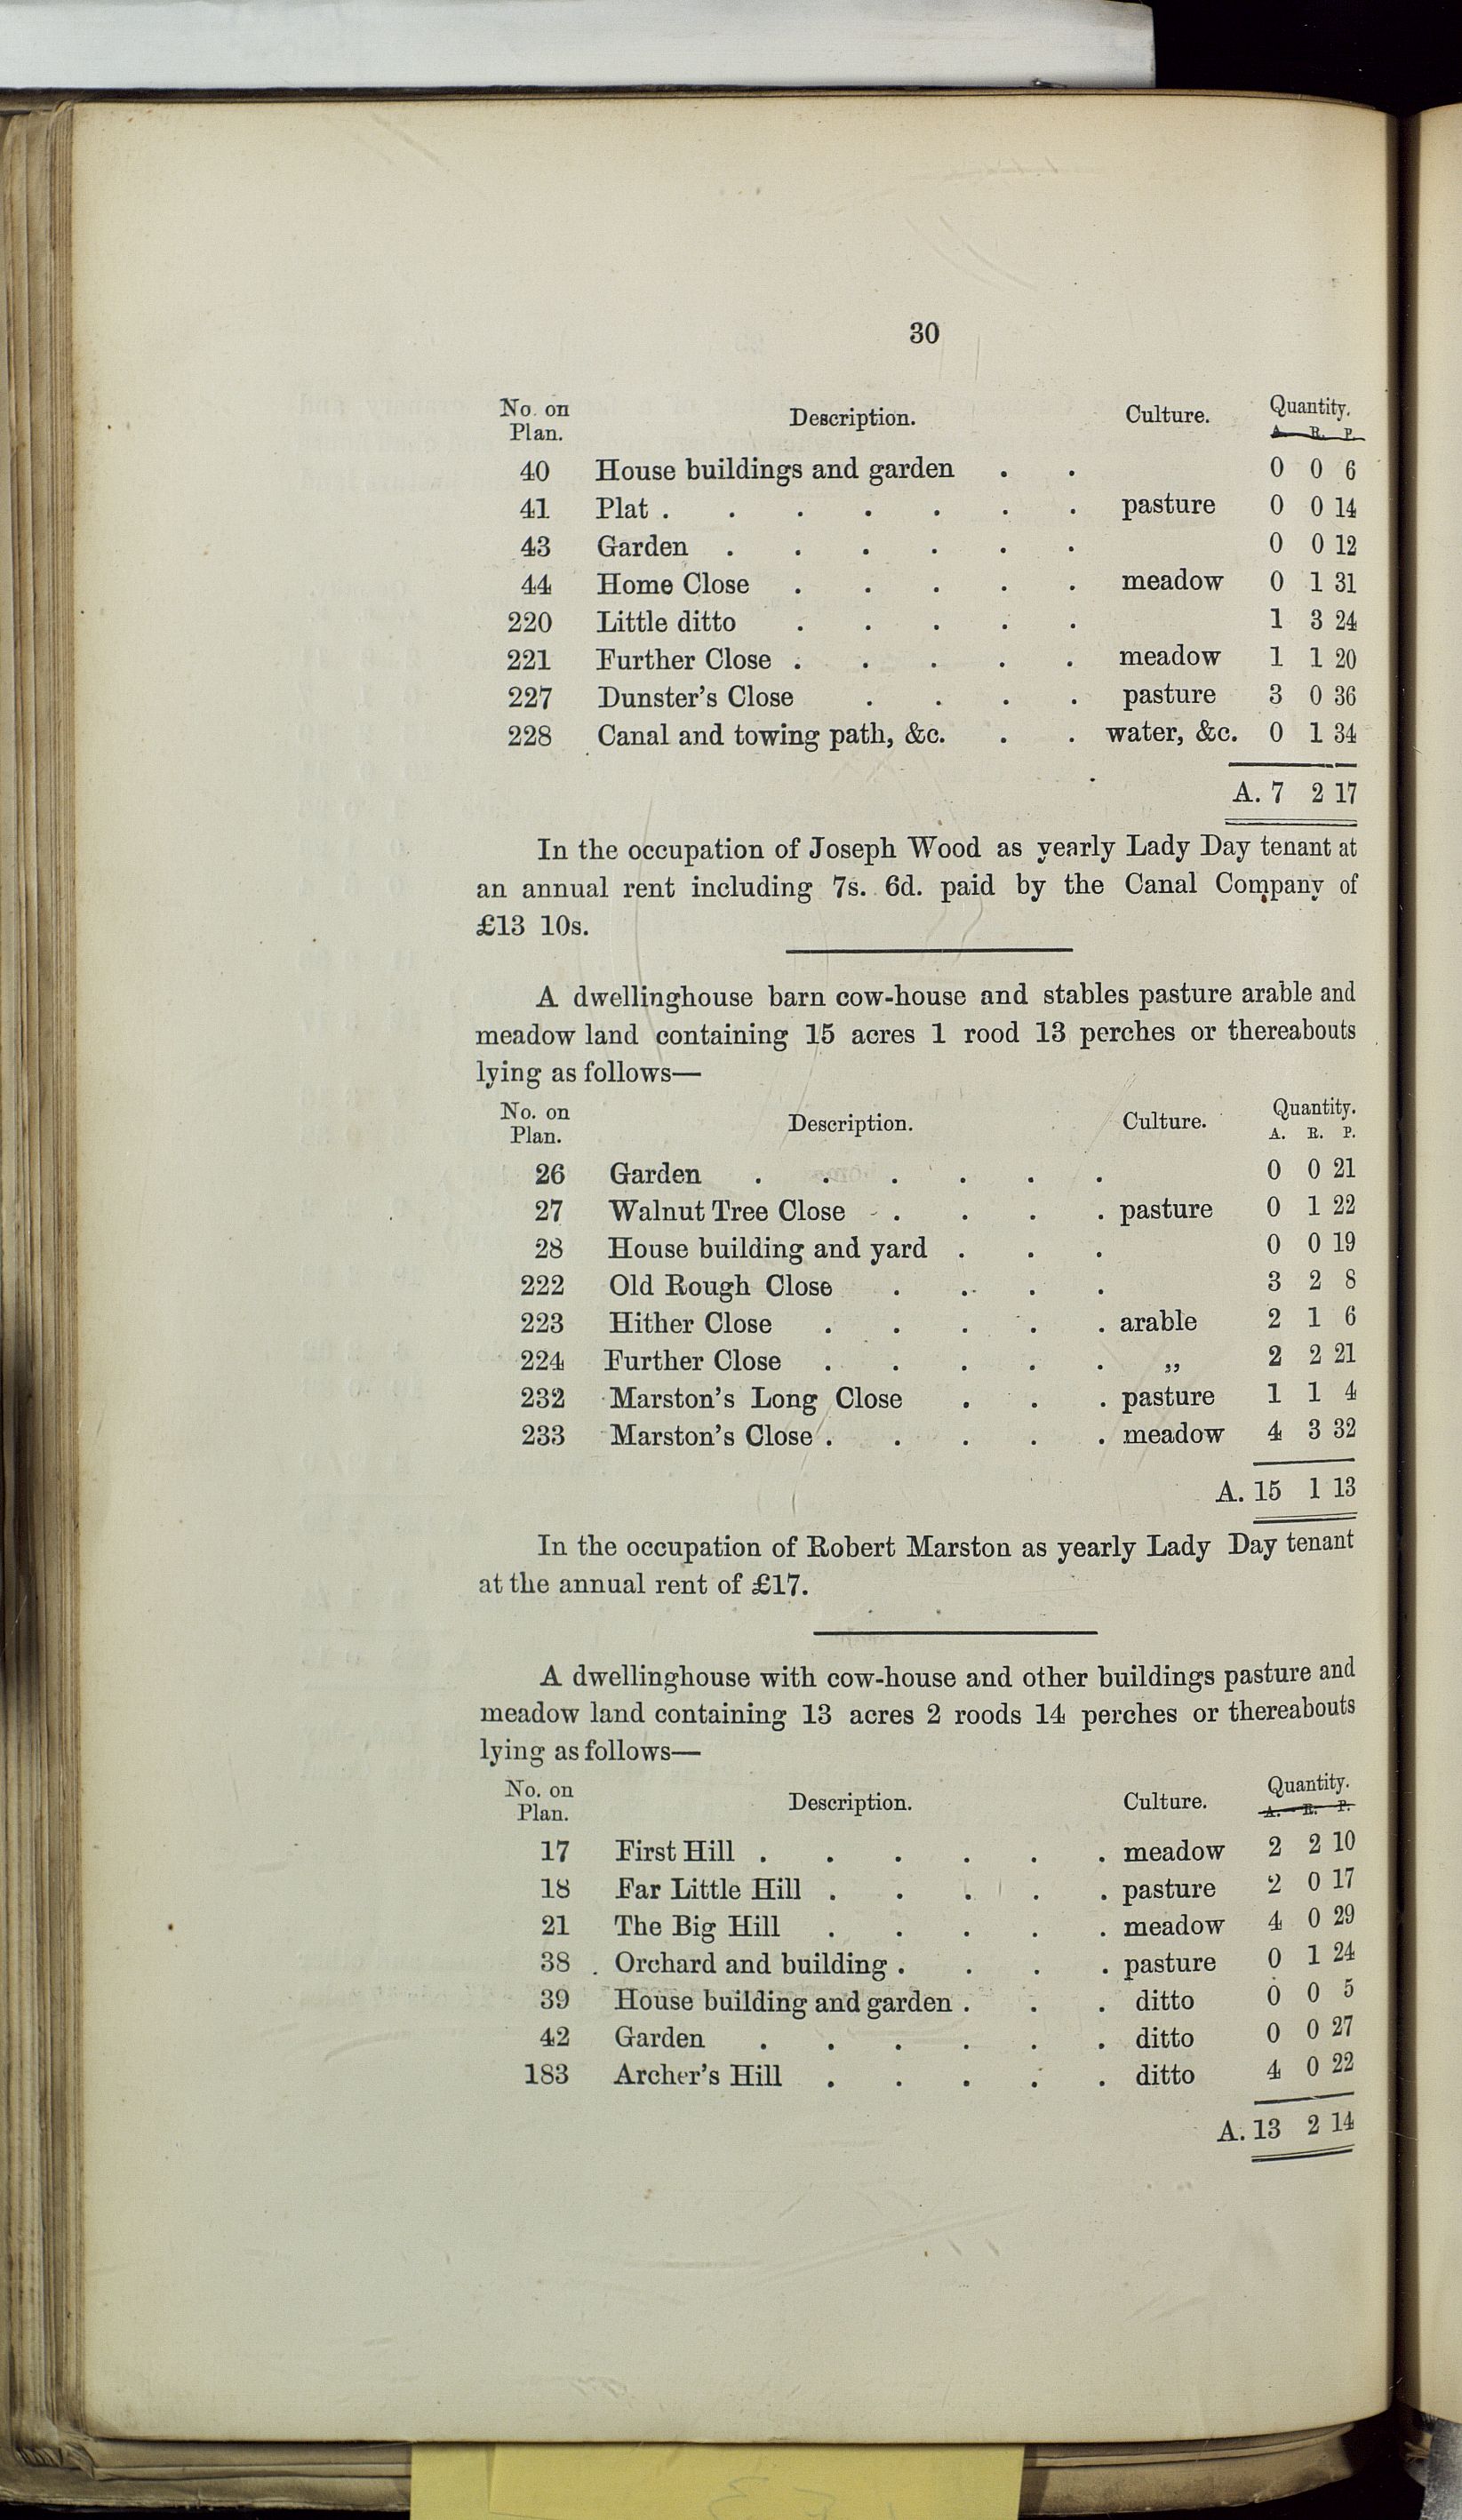 30
No. on Plan. Description. Culture. Quantity. A. R. P.
40 House buildings and garden . . 0 0 6
41 Plat . . . . . . . pasture 0 0 14
43 Garden . . . . . . 0 0 12
44 Home Close . . . . . meadow 0 1 31
220 Little ditto . . . . . 1 3 24
221 Further Close . . . . . meadow 1 1 20
227 Dunster's Close . . . . pasture 3 0 36
228 Canal and towing path, &c. . . water, &c. 0 1 34
A. 7 2 17
In the occupation of Joseph Wood as yearly Lady Day tenant at
an annual rent including 7s. 6d. paid by the Canal Company of
£13 10s.
A dwellinghouse barn cow-house and stables pasture arable and
meadow land containing 15 acres 1 rood 13 perches or thereabouts
lying as follows—
No. on Plan. Description. Culture. Quantity. A. R. P.
26 Garden . . . . . . 0 0 21
27 Walnut Tree Close . . . . pasture 0 1 22
28 House building and yard . . . 0 0 19
222 Old Rough Close . . . . 3 2 8
223 Hither Close . . . . . arable 2 1 6
224 Further Close . . . . . ,, 2 2 21
232 Marston's Long Close . . . pasture 1 1 4
233 Marston's Close . . . . . meadow 4 3 32
A. 15 1 13
In the occupation of Robert Marston as yearly Lady Day tenant
at the annual rent of £17.
A dwellinghouse with cow-house and other buildings pasture and
meadow land containing 13 acres 2 roods 14 perches or thereabouts
lying as follows—
No. on Plan. Description. Culture. Quantity. A. R. P.
17 First Hill . . . . . . meadow 2 2 10
18 Far Little Hill . . . . . pasture 2 0 17
21 The Big Hill . . . . . meadow 4 0 29
38 Orchard and building . . . . pasture 0 1 24
39 House building and garden . . . ditto 0 0 5
42 Garden . . . . . . ditto 0 0 27
183 Archer's Hill . . . . . ditto 4 0 22
A. 13 2 14